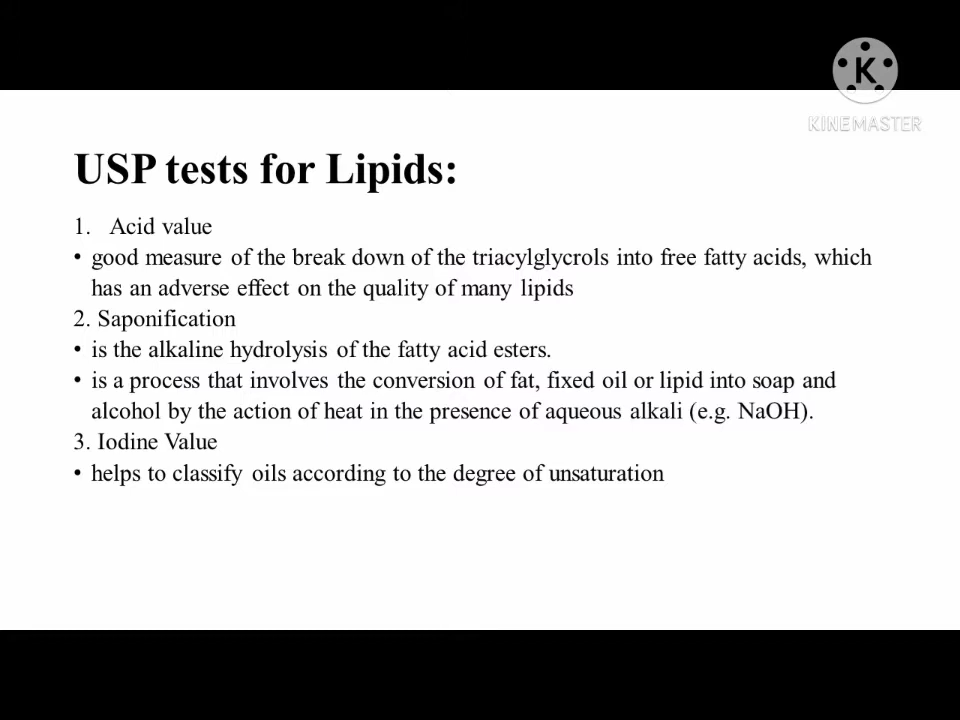 K
KINEMASTER
USP tests for Lipids:
1. Acid value
• good measure of the break down of the triacylglycrols into free fatty acids, which
has an adverse effect on the quality of many lipids
2. Saponification
• is the alkaline hydrolysis of the fatty acid esters.
• is a process that involves the conversion of fat, fixed oil or lipid into soap and
alcohol by the action of heat in the presence of aqueous alkali (e.g. NaOH).
3. Iodine Value
• helps to classify oils according to the degree of unsaturation